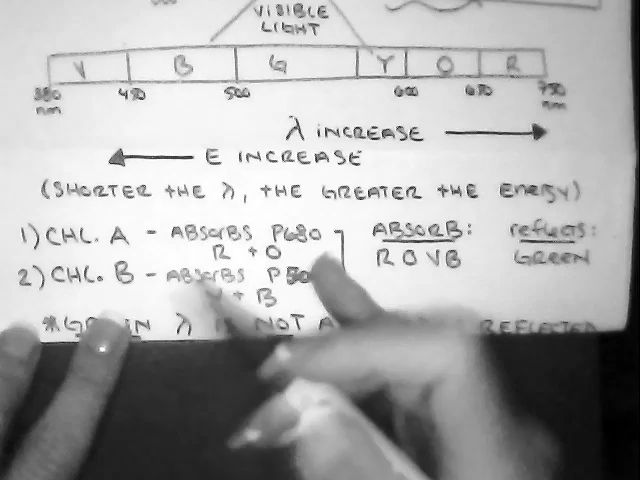 VISIBLE
LIGHT
V B G Y O R
380 450 500 600 650 750
nm nm
λ INCREASE
E INCREASE
(SHORTER THE λ, THE GREATER THE ENERGY)
1) CHL. A - ABSORBS P680 ABSORB: reflects:
R + O R O V B GREEN
2) CHL. B - ABSORBS P
+ B
λ NOT REFLECTED